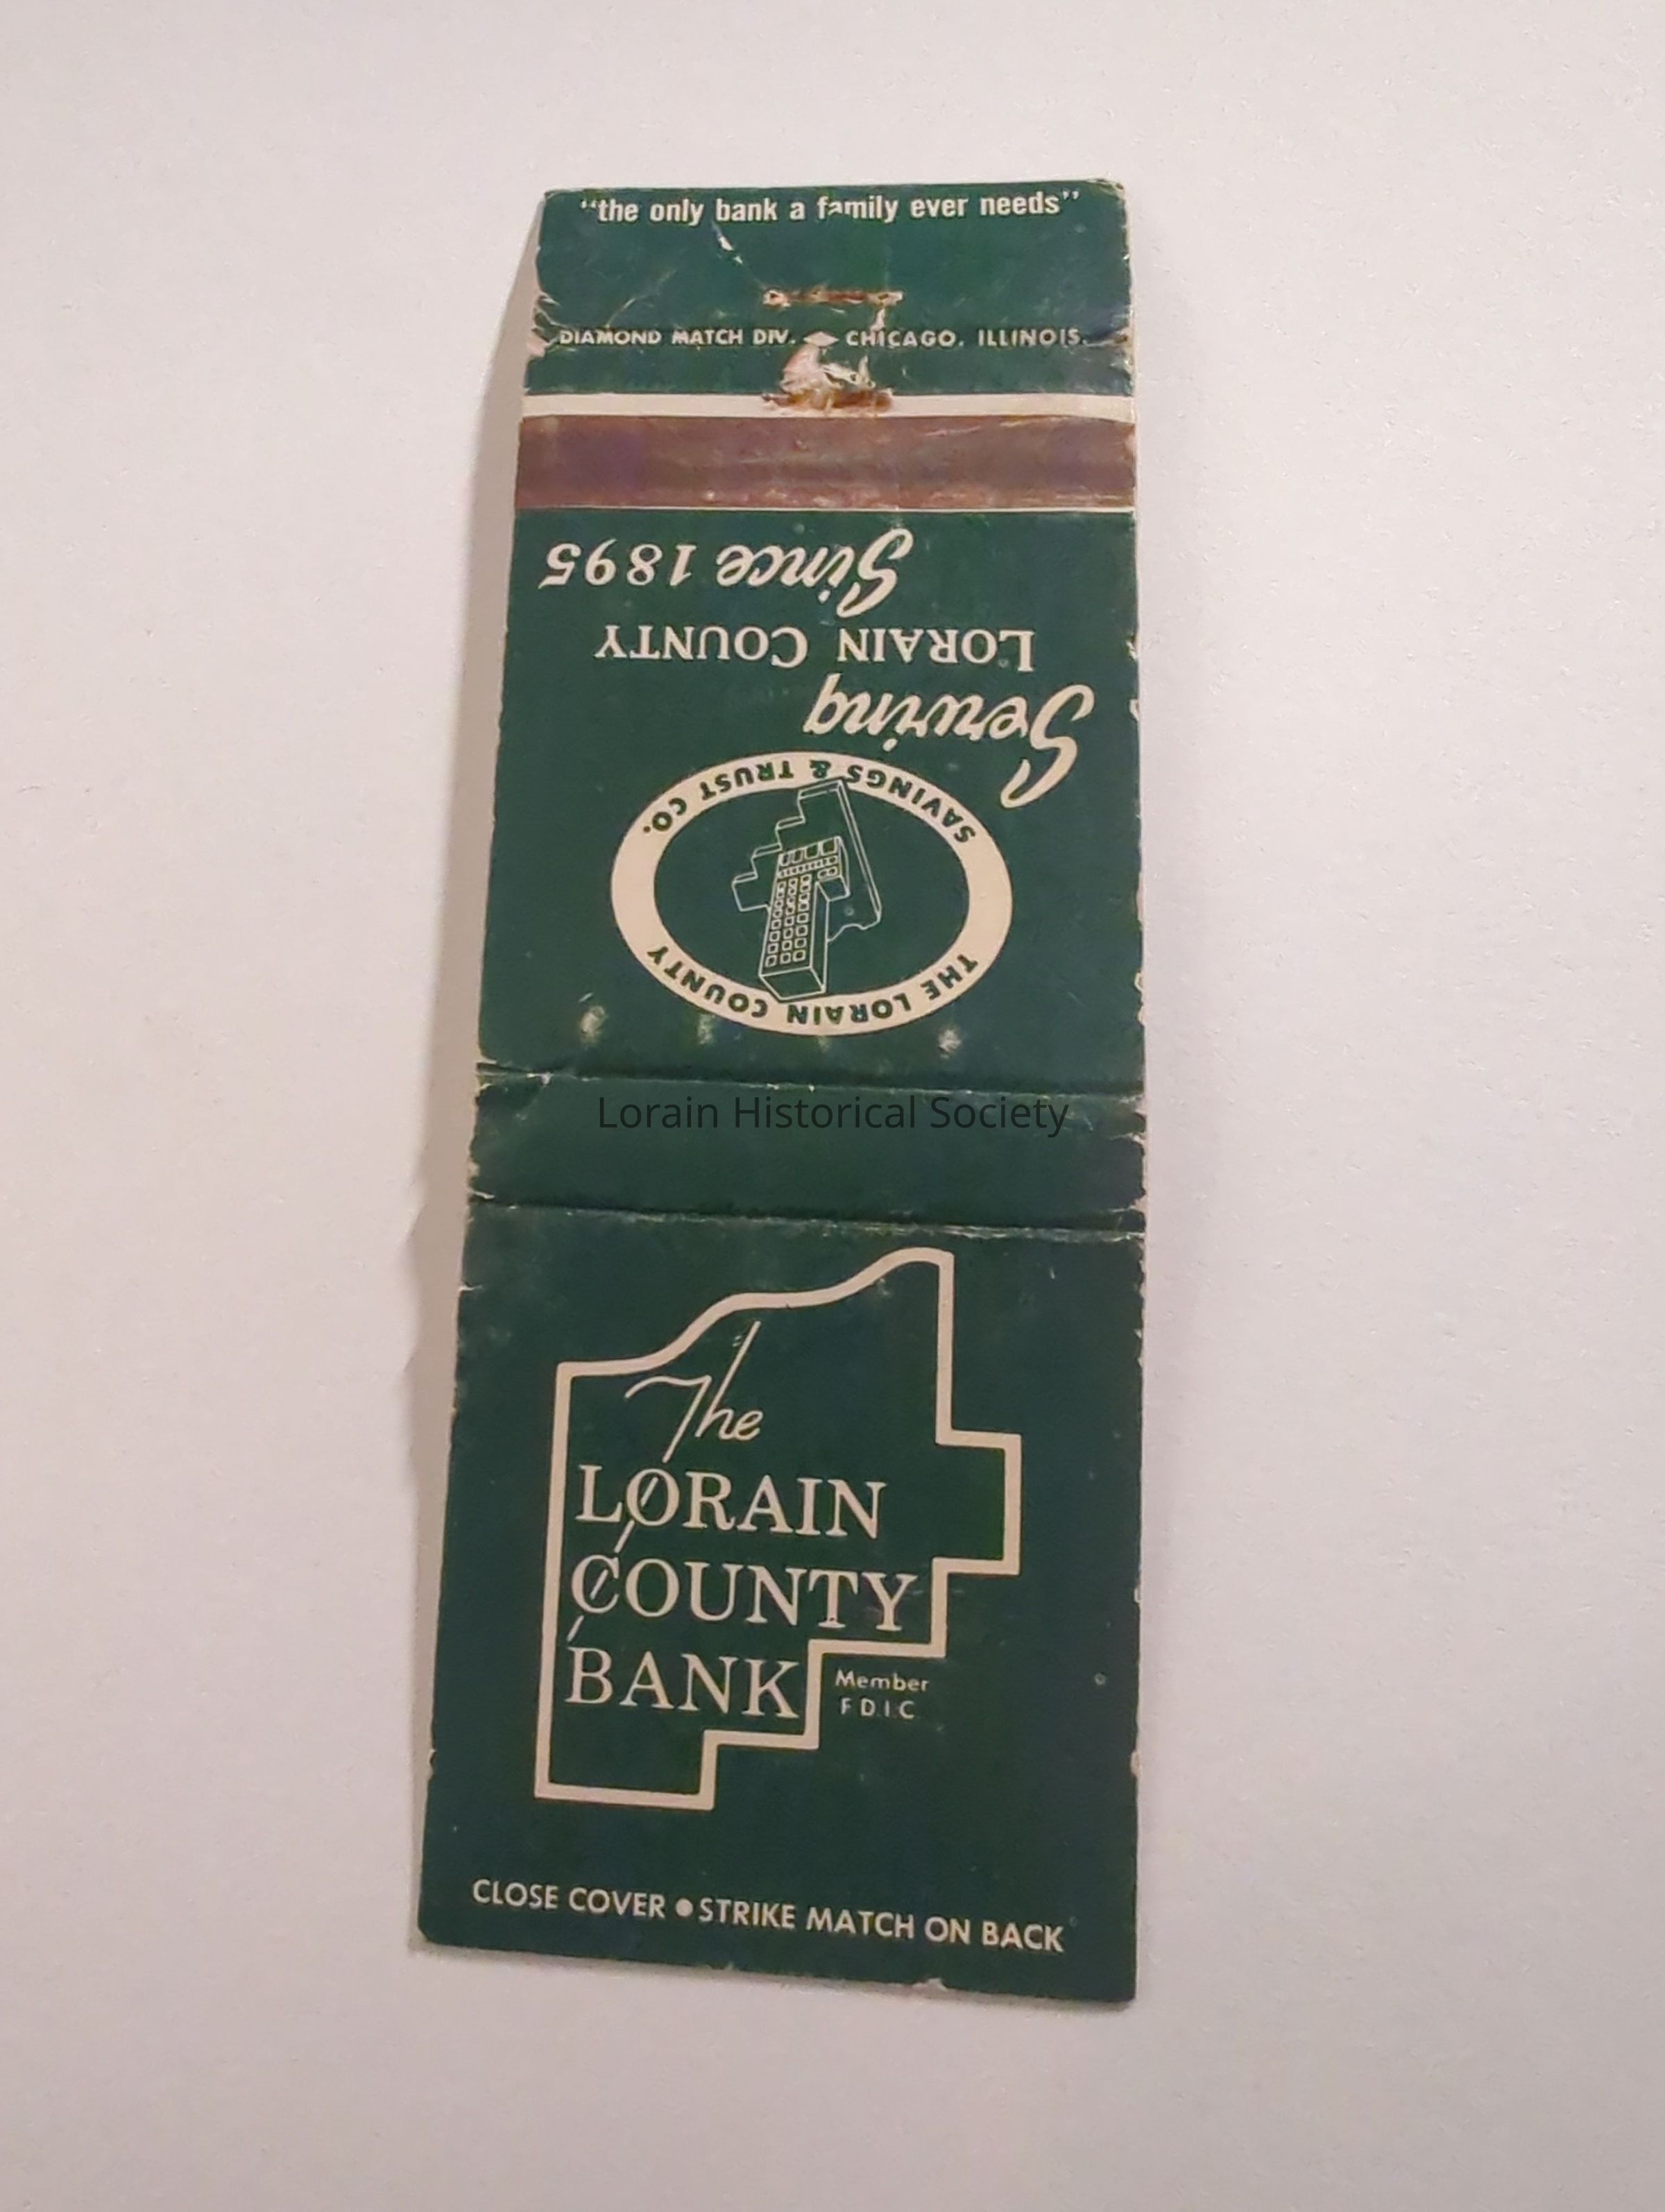 “the only bank a family ever needs”
DIAMOND MATCH DIV. CHICAGO, ILLINOIS.
Serving
LORAIN COUNTY
Since 1895
THE LORAIN COUNTY
SAVINGS & TRUST CO.
Lorain Historical Society
The
LORAIN
COUNTY
BANK
Member
F D I C
CLOSE COVER ● STRIKE MATCH ON BACK